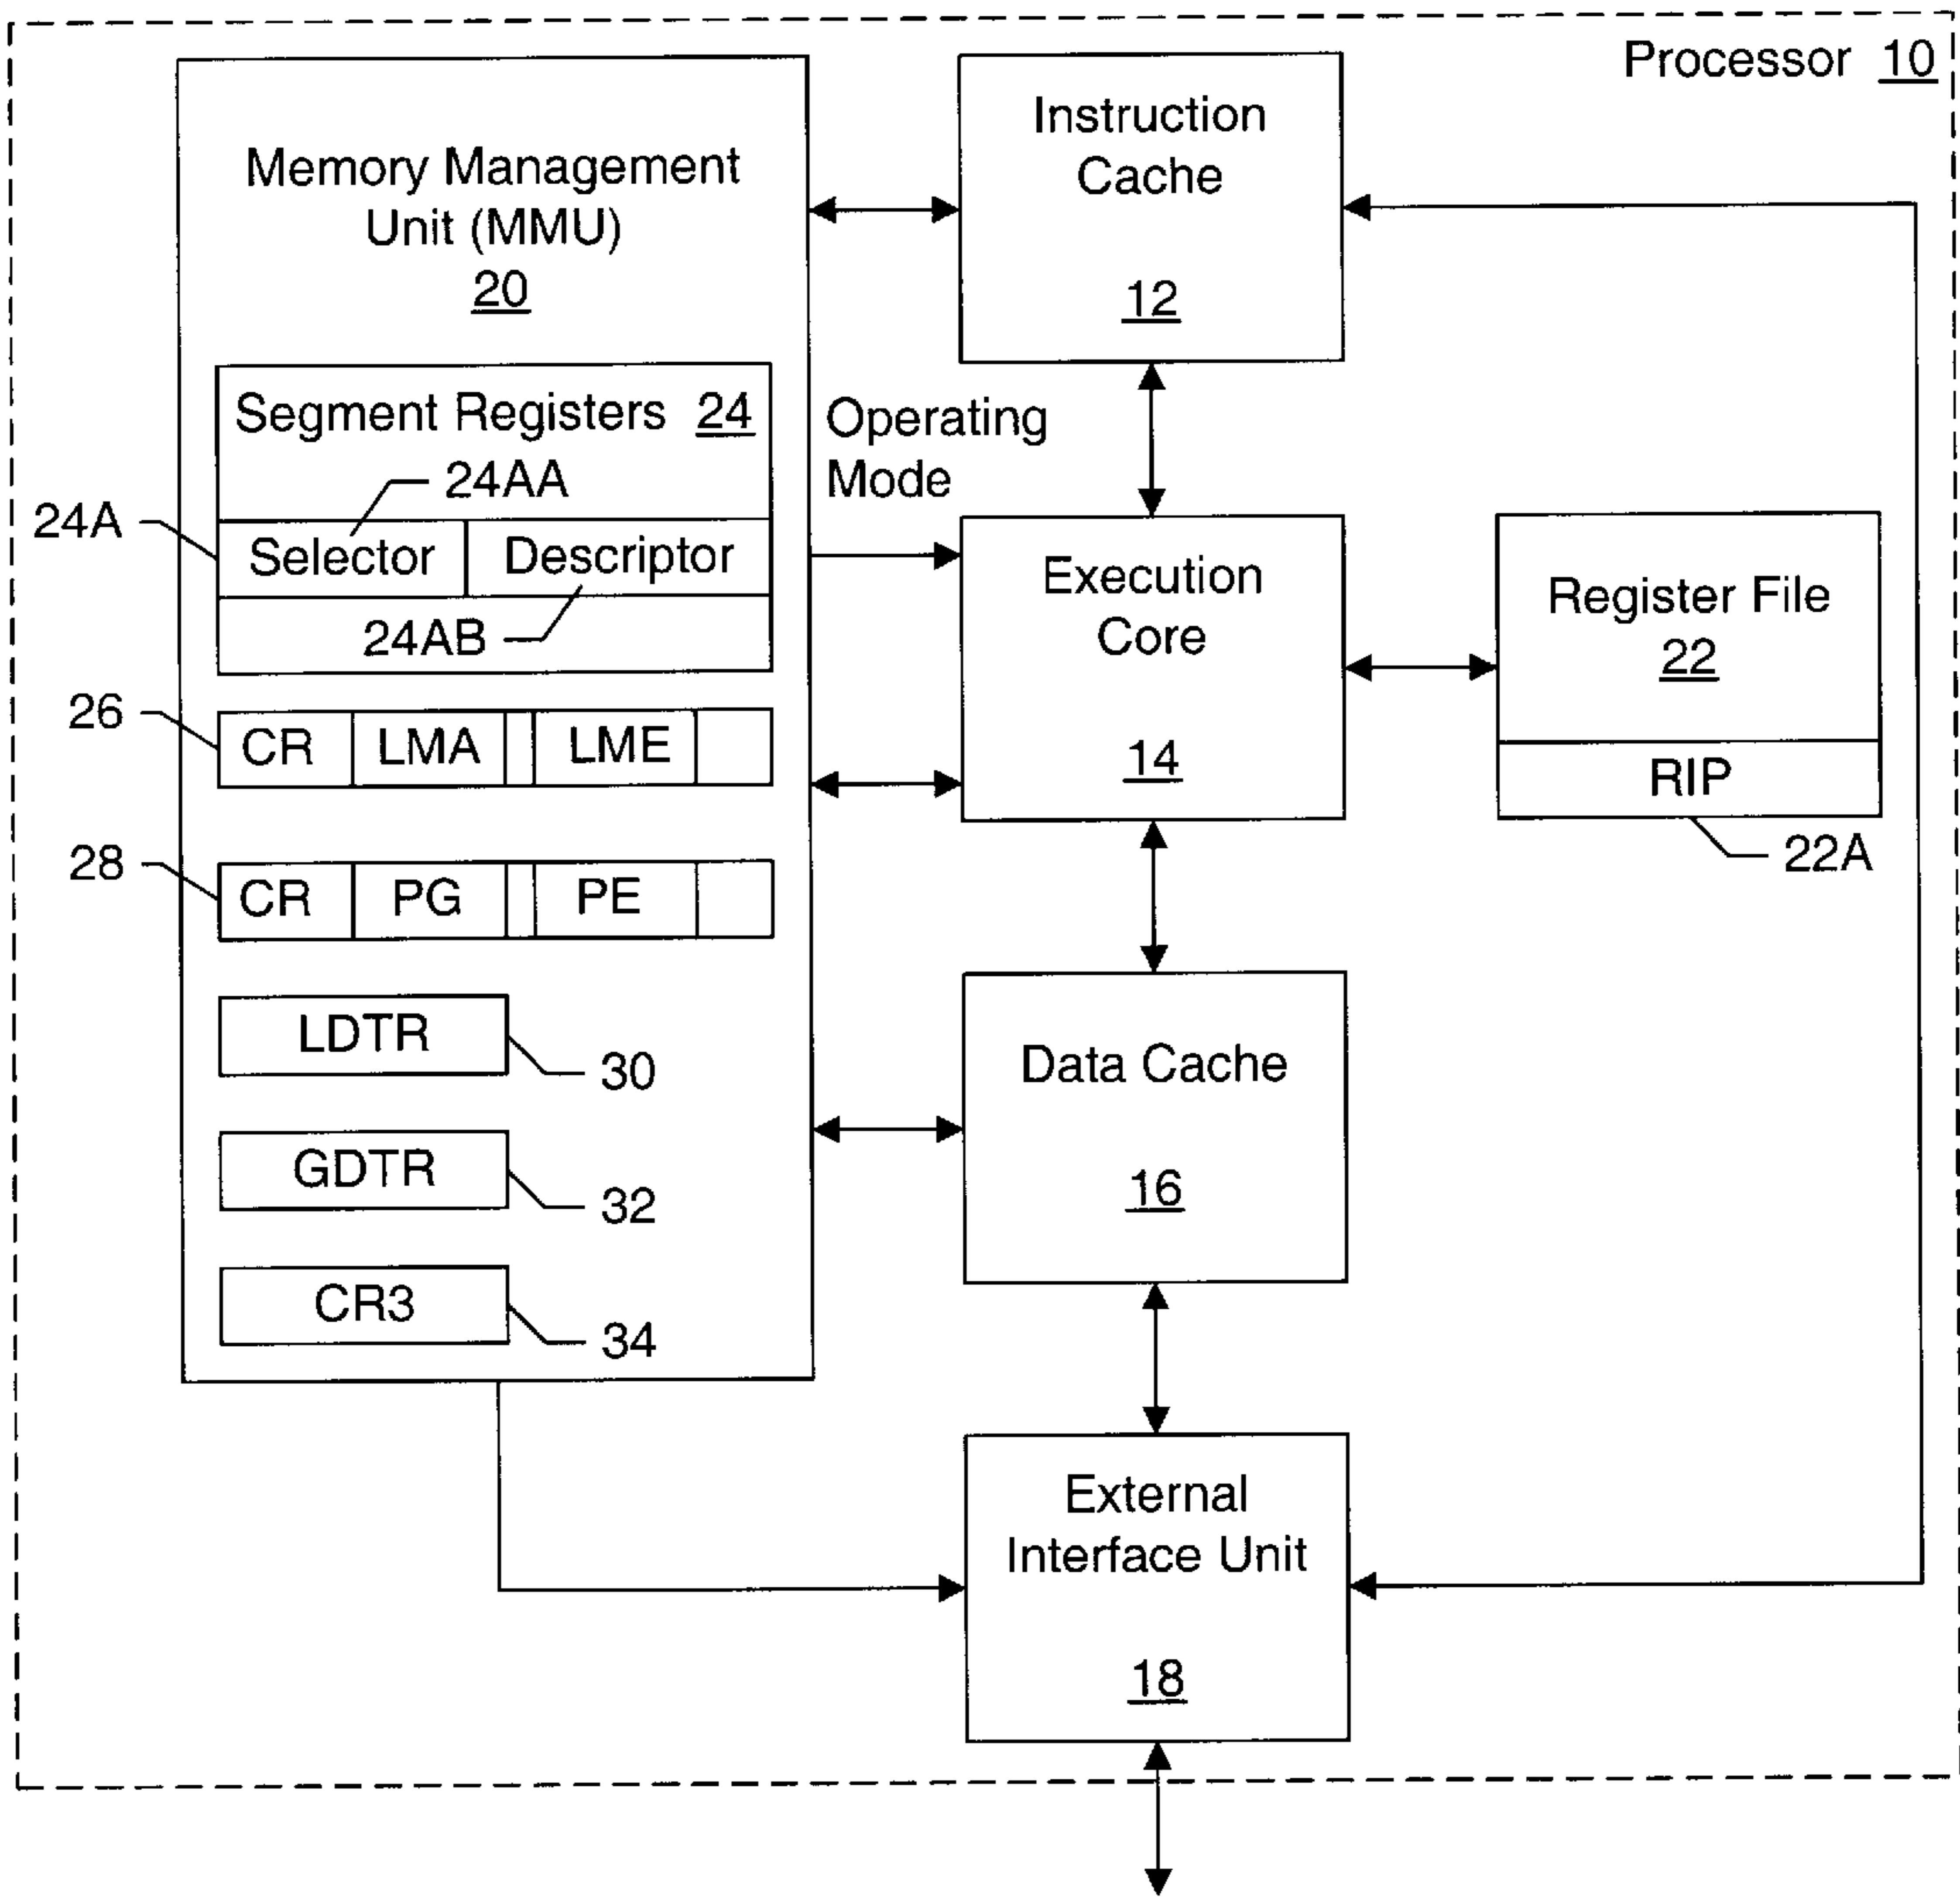 Processor 10
Memory Management
Unit (MMU)
20
Segment Registers 24
24AA
24A
Selector
Descriptor
24AB
26
CR
LMA
LME
28
CR
PG
PE
LDTR
30
GDTR
32
CR3
34
Instruction
Cache
12
Operating
Mode
Execution
Core
14
Register File
22
RIP
22A
Data Cache
16
External
Interface Unit
18